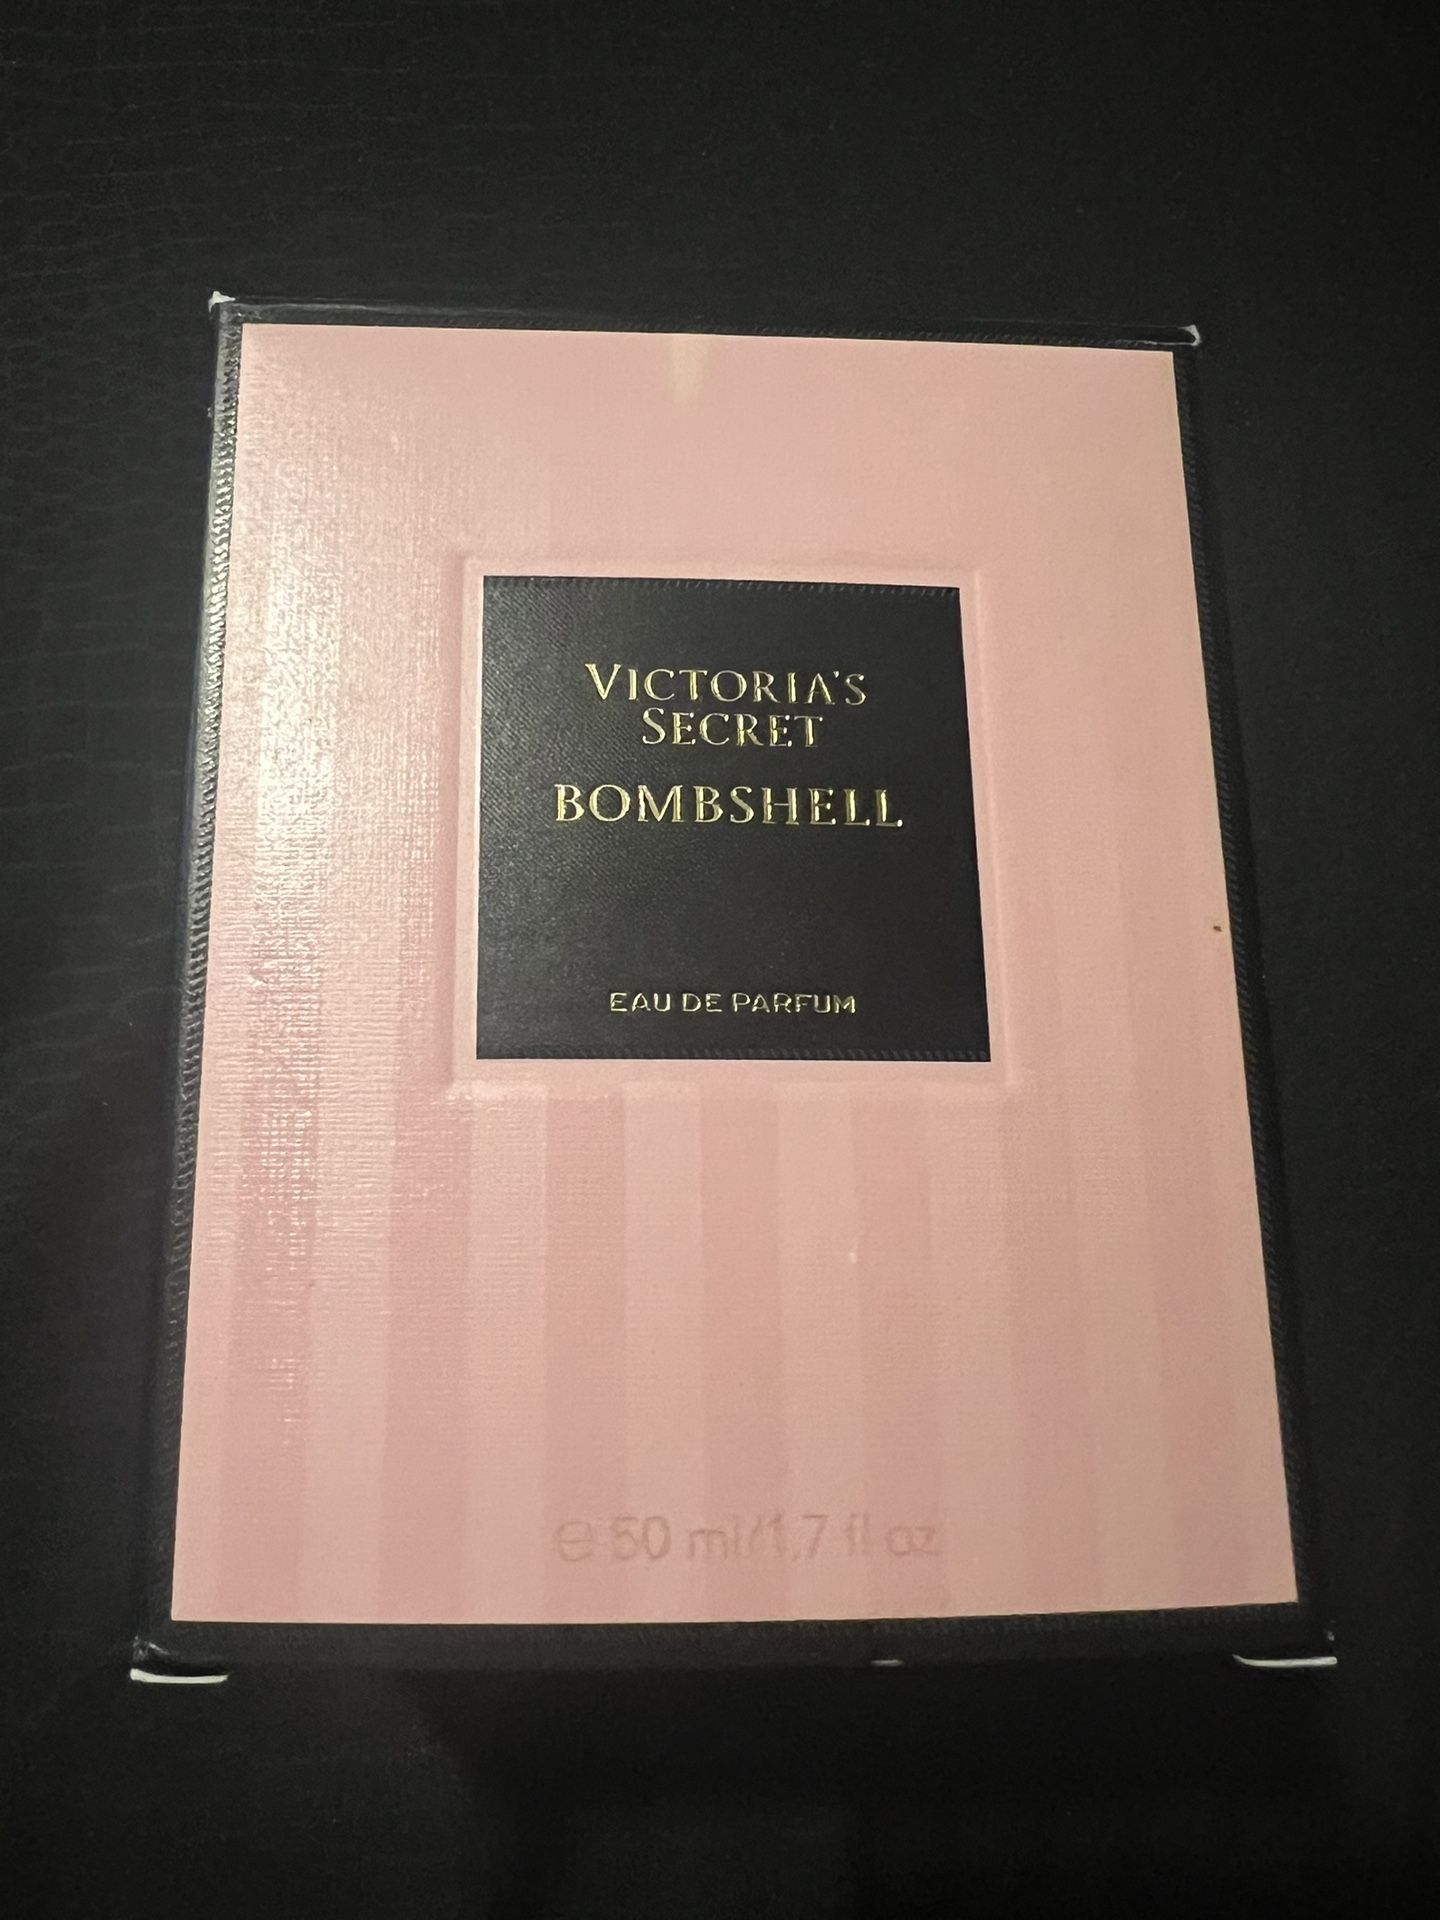 VICTORIA'S
SECRET
BOMBSHELL
EAU DE PARFUM
℮ 50 ml/1.7 fl oz